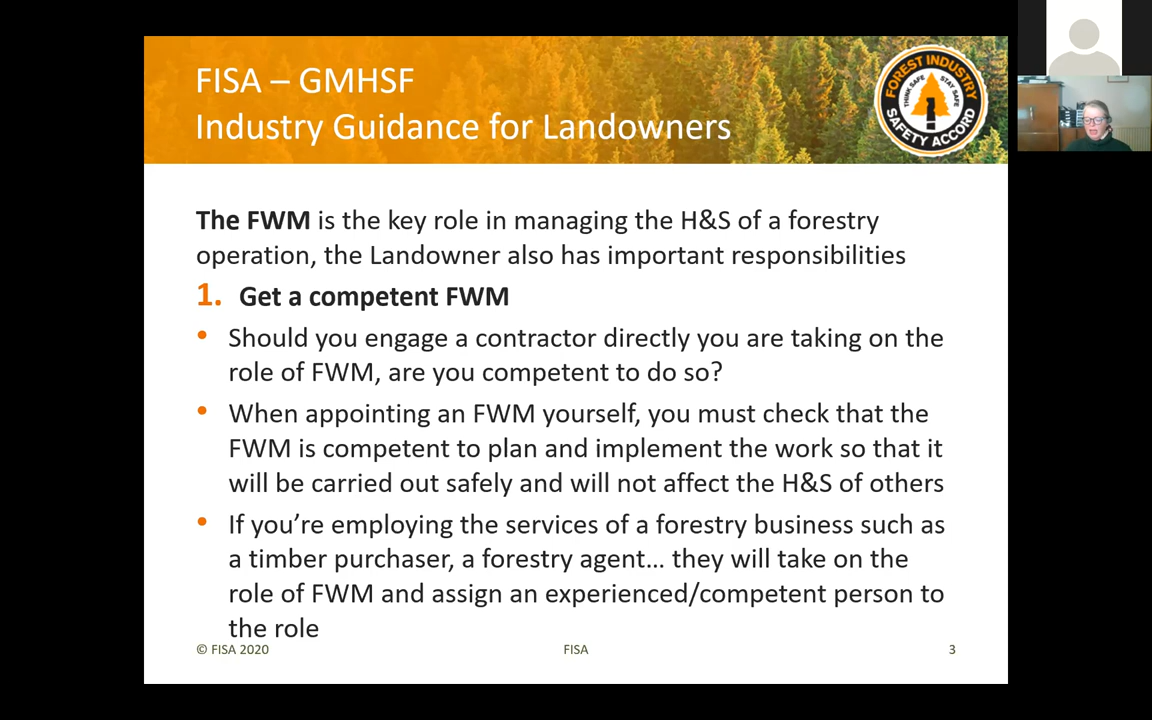 FISA – GMHSF
Industry Guidance for Landowners
FOREST INDUSTRY
THINK SAFE
STAY SAFE
SAFETY ACCORD
The FWM is the key role in managing the H&S of a forestry
operation, the Landowner also has important responsibilities
1. Get a competent FWM
• Should you engage a contractor directly you are taking on the
role of FWM, are you competent to do so?
• When appointing an FWM yourself, you must check that the
FWM is competent to plan and implement the work so that it
will be carried out safely and will not affect the H&S of others
• If you’re employing the services of a forestry business such as
a timber purchaser, a forestry agent… they will take on the
role of FWM and assign an experienced/competent person to
the role
© FISA 2020
FISA
3